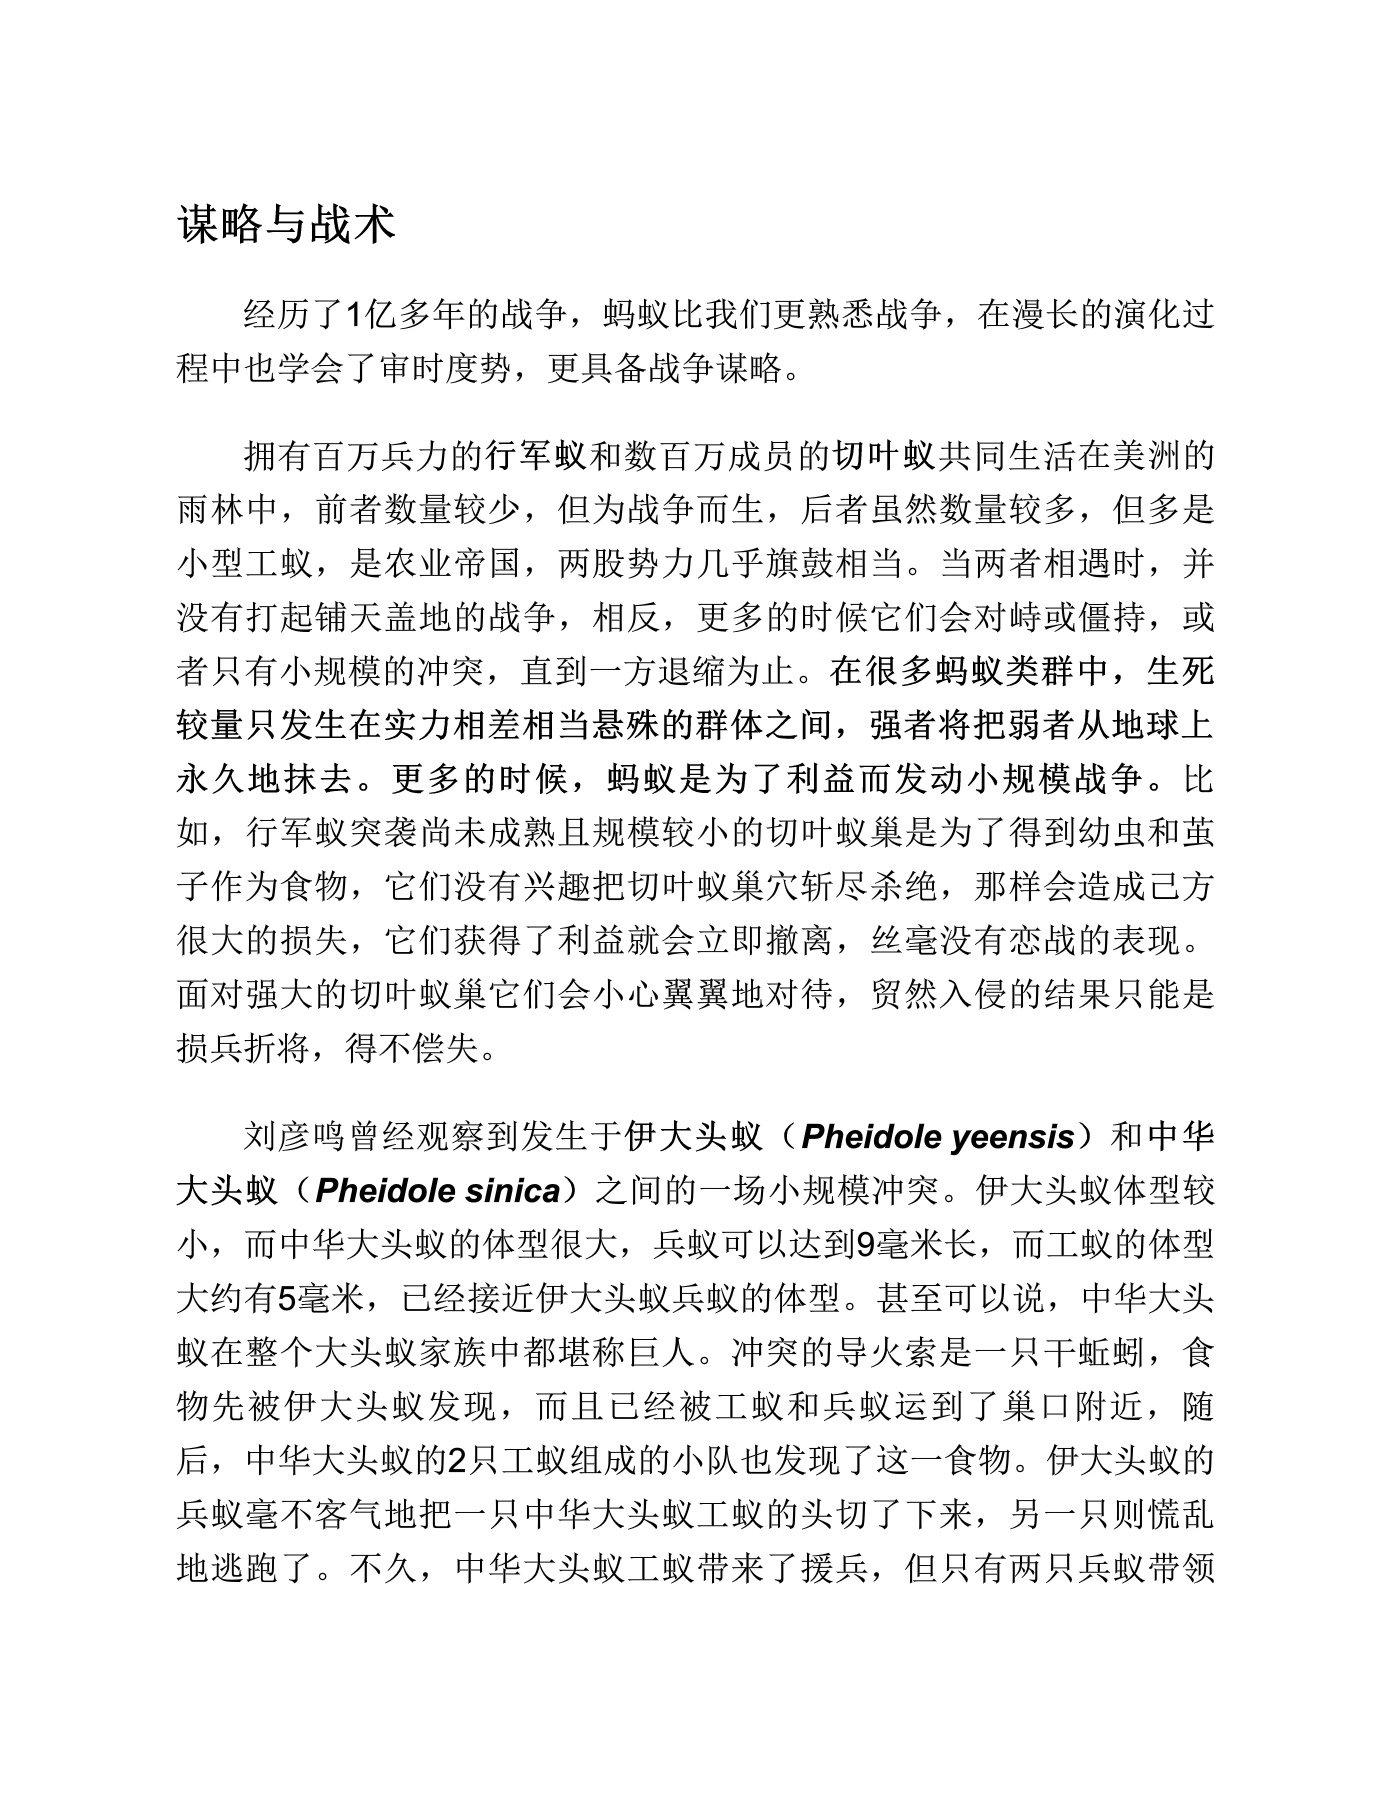 谋略与战术
经历了1亿多年的战争，蚂蚁比我们更熟悉战争，在漫长的演化过
程中也学会了审时度势，更具备战争谋略。
拥有百万兵力的行军蚁和数百万成员的切叶蚁共同生活在美洲的
雨林中，前者数量较少，但为战争而生，后者虽然数量较多，但多是
小型工蚁，是农业帝国，两股势力几乎旗鼓相当。当两者相遇时，并
没有打起铺天盖地的战争，相反，更多的时候它们会对峙或僵持，或
者只有小规模的冲突，直到一方退缩为止。在很多蚂蚁类群中，生死
较量只发生在实力相差相当悬殊的群体之间，强者将把弱者从地球上
永久地抹去。更多的时候，蚂蚁是为了利益而发动小规模战争。比
如，行军蚁突袭尚未成熟且规模较小的切叶蚁巢是为了得到幼虫和茧
子作为食物，它们没有兴趣把切叶蚁巢穴斩尽杀绝，那样会造成己方
很大的损失，它们获得了利益就会立即撤离，丝毫没有恋战的表现。
面对强大的切叶蚁巢它们会小心翼翼地对待，贸然入侵的结果只能是
损兵折将，得不偿失。
刘彦鸣曾经观察到发生于伊大头蚁（Pheidole yeensis）和中华
大头蚁（Pheidole sinica）之间的一场小规模冲突。伊大头蚁体型较
小，而中华大头蚁的体型很大，兵蚁可以达到9毫米长，而工蚁的体型
大约有5毫米，已经接近伊大头蚁兵蚁的体型。甚至可以说，中华大头
蚁在整个大头蚁家族中都堪称巨人。冲突的导火索是一只干蚯蚓，食
物先被伊大头蚁发现，而且已经被工蚁和兵蚁运到了巢口附近，随
后，中华大头蚁的2只工蚁组成的小队也发现了这一食物。伊大头蚁的
兵蚁毫不客气地把一只中华大头蚁工蚁的头切了下来，另一只则慌乱
地逃跑了。不久，中华大头蚁工蚁带来了援兵，但只有两只兵蚁带领